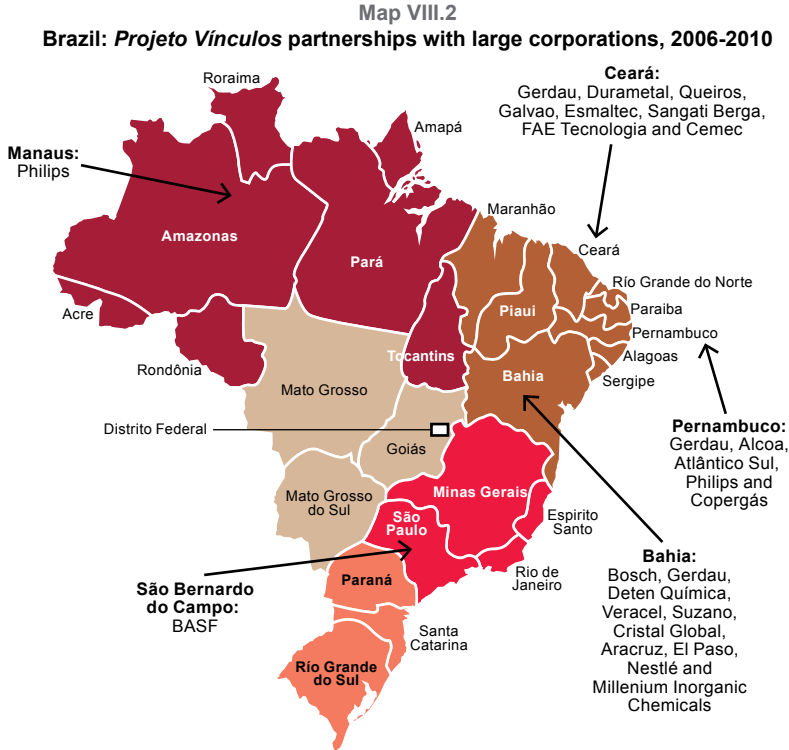 Map VIII.2
Brazil: Projeto Vínculos partnerships with large corporations, 2006-2010
Roraima
Amapá
Ceará:
Gerdau, Durametal, Queiros,
Galvao, Esmaltec, Sangati Berga,
FAE Tecnologia and Cemec
Manaus:
Philips
Amazonas
Pará
Maranhão
Ceará
Río Grande do Norte
Piaui
Paraiba
Acre
Pernambuco
Tocantins
Alagoas
Rondônia
Bahia
Sergipe
Mato Grosso
Distrito Federal
Goiás
Pernambuco:
Gerdau, Alcoa,
Atlântico Sul,
Philips and
Copergás
Mato Grosso
do Sul
Minas Gerais
São
Paulo
Espirito
Santo
Rio de
Janeiro
Paraná
São Bernardo
do Campo:
BASF
Santa
Catarina
Río Grande
do Sul
Bahia:
Bosch, Gerdau,
Deten Química,
Veracel, Suzano,
Cristal Global,
Aracruz, El Paso,
Nestlé and
Millenium Inorganic
Chemicals